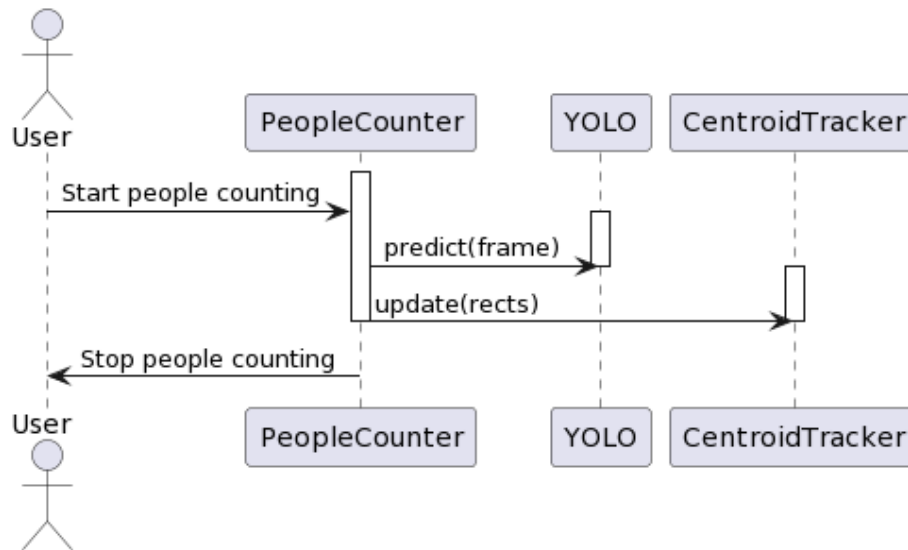 User
PeopleCounter
YOLO
CentroidTracker
Start people counting
predict(frame)
update(rects)
Stop people counting
User
PeopleCounter
YOLO
CentroidTracker